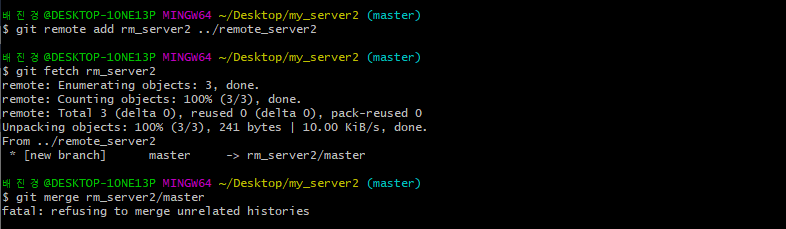 배진경@DESKTOP-1ONE13P MINGW64 ~/Desktop/my_server2 (master)
$ git remote add rm_server2 ../remote_server2
배진경@DESKTOP-1ONE13P MINGW64 ~/Desktop/my_server2 (master)
$ git fetch rm_server2
remote: Enumerating objects: 3, done.
remote: Counting objects: 100% (3/3), done.
remote: Total 3 (delta 0), reused 0 (delta 0), pack-reused 0
Unpacking objects: 100% (3/3), 241 bytes | 10.00 KiB/s, done.
From ../remote_server2
 * [new branch]      master     -> rm_server2/master
배진경@DESKTOP-1ONE13P MINGW64 ~/Desktop/my_server2 (master)
$ git merge rm_server2/master
fatal: refusing to merge unrelated histories